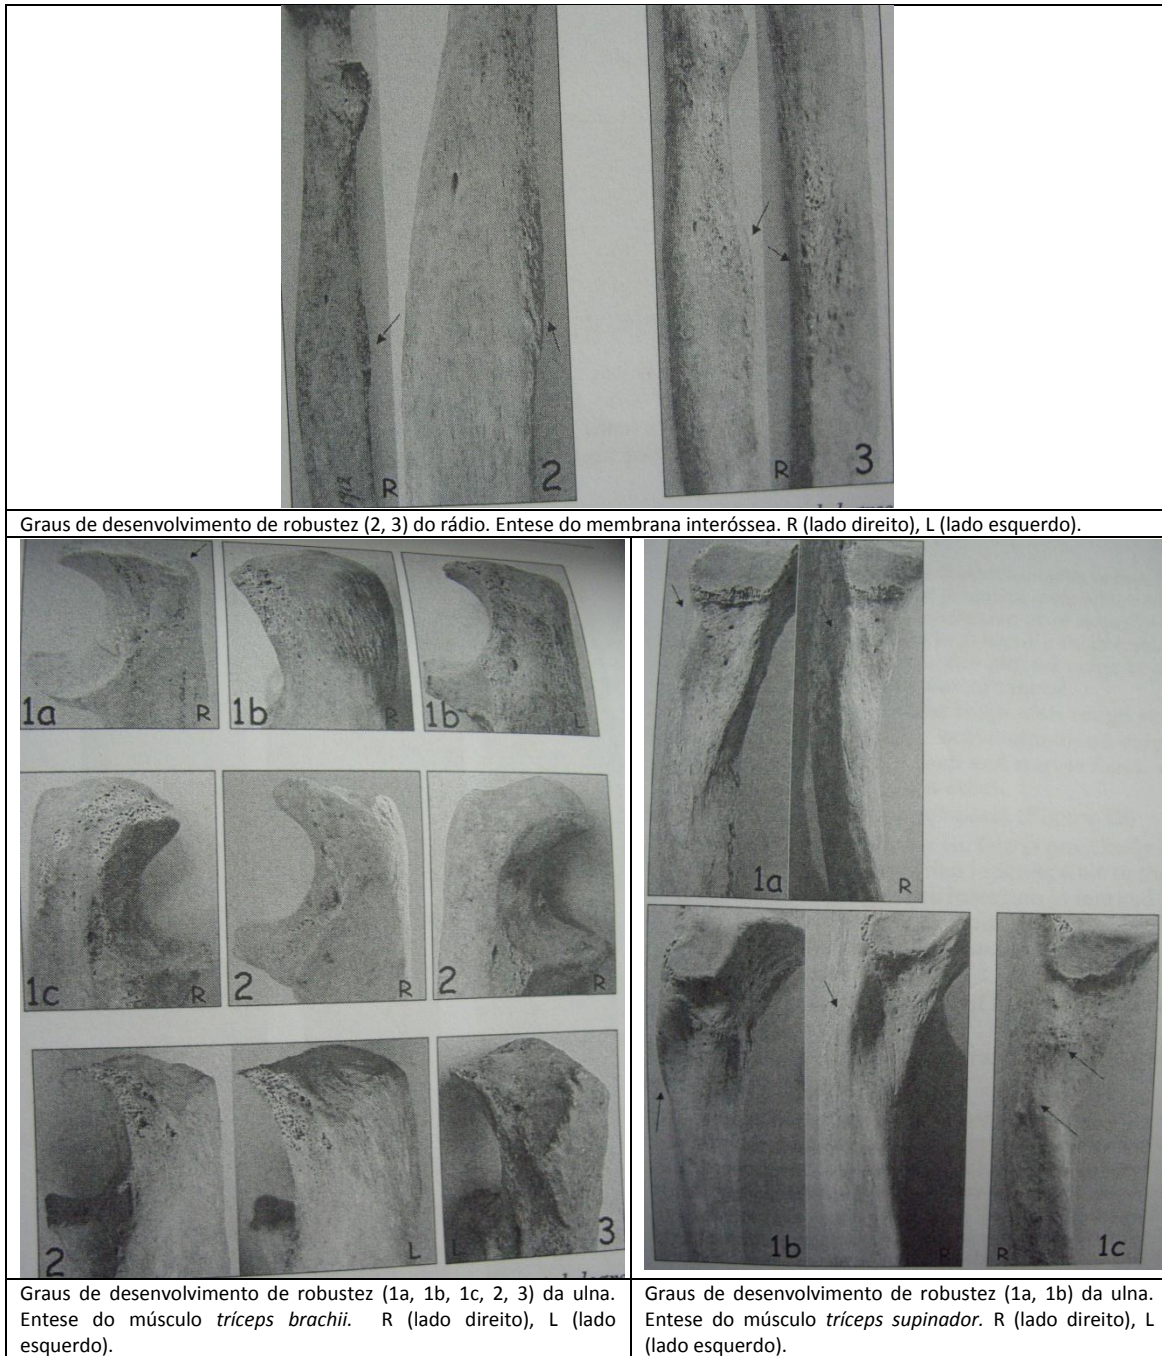 R
2
R
3
Graus de desenvolvimento de robustez (2, 3) do rádio. Entese do membrana interóssea. R (lado direito), L (lado esquerdo).
1a
R
1b
R
1b
L
1c
R
2
R
2
R
2
L
L
3
Graus de desenvolvimento de robustez (1a, 1b, 1c, 2, 3) da ulna.
Entese do músculo tríceps brachii. R (lado direito), L (lado
esquerdo).
1a
R
1b
R
R
1c
Graus de desenvolvimento de robustez (1a, 1b) da ulna.
Entese do músculo tríceps supinador. R (lado direito), L
(lado esquerdo).